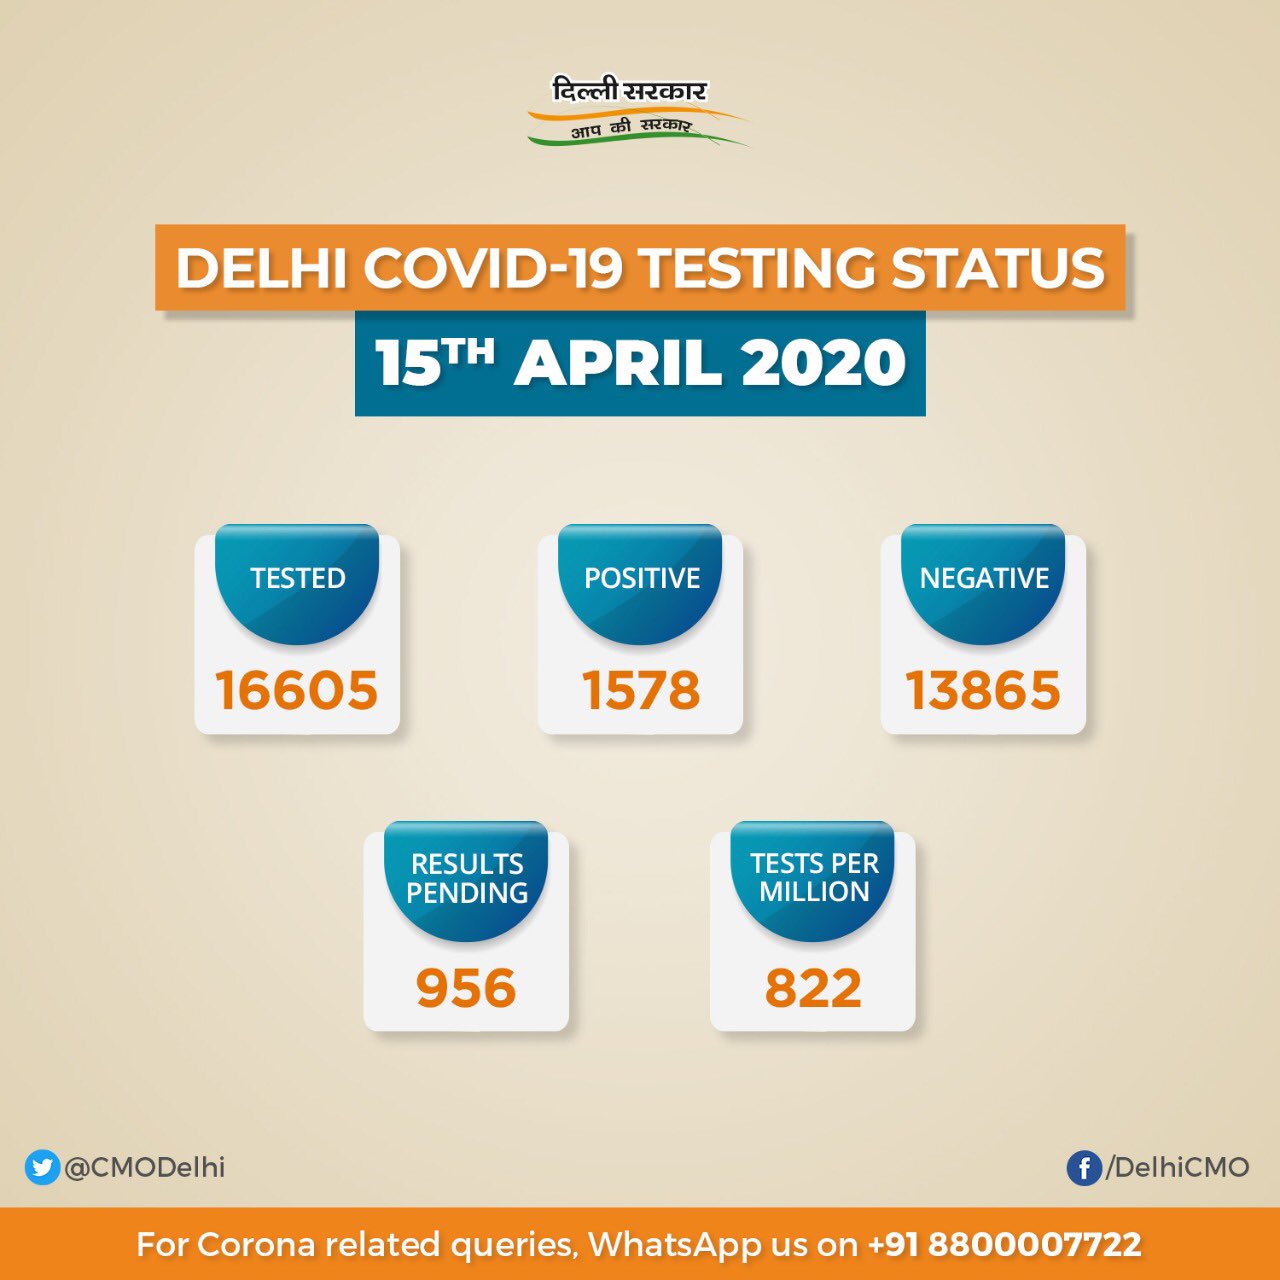 दिल्ली सरकार
आप की सरकार
DELHI COVID-19 TESTING STATUS
15TH APRIL 2020
TESTED
16605
POSITIVE
1578
NEGATIVE
13865
RESULTS
PENDING
956
TESTS PER
MILLION
822
@CMODelhi
/DelhiCMO
For Corona related queries, WhatsApp us on +91 8800007722